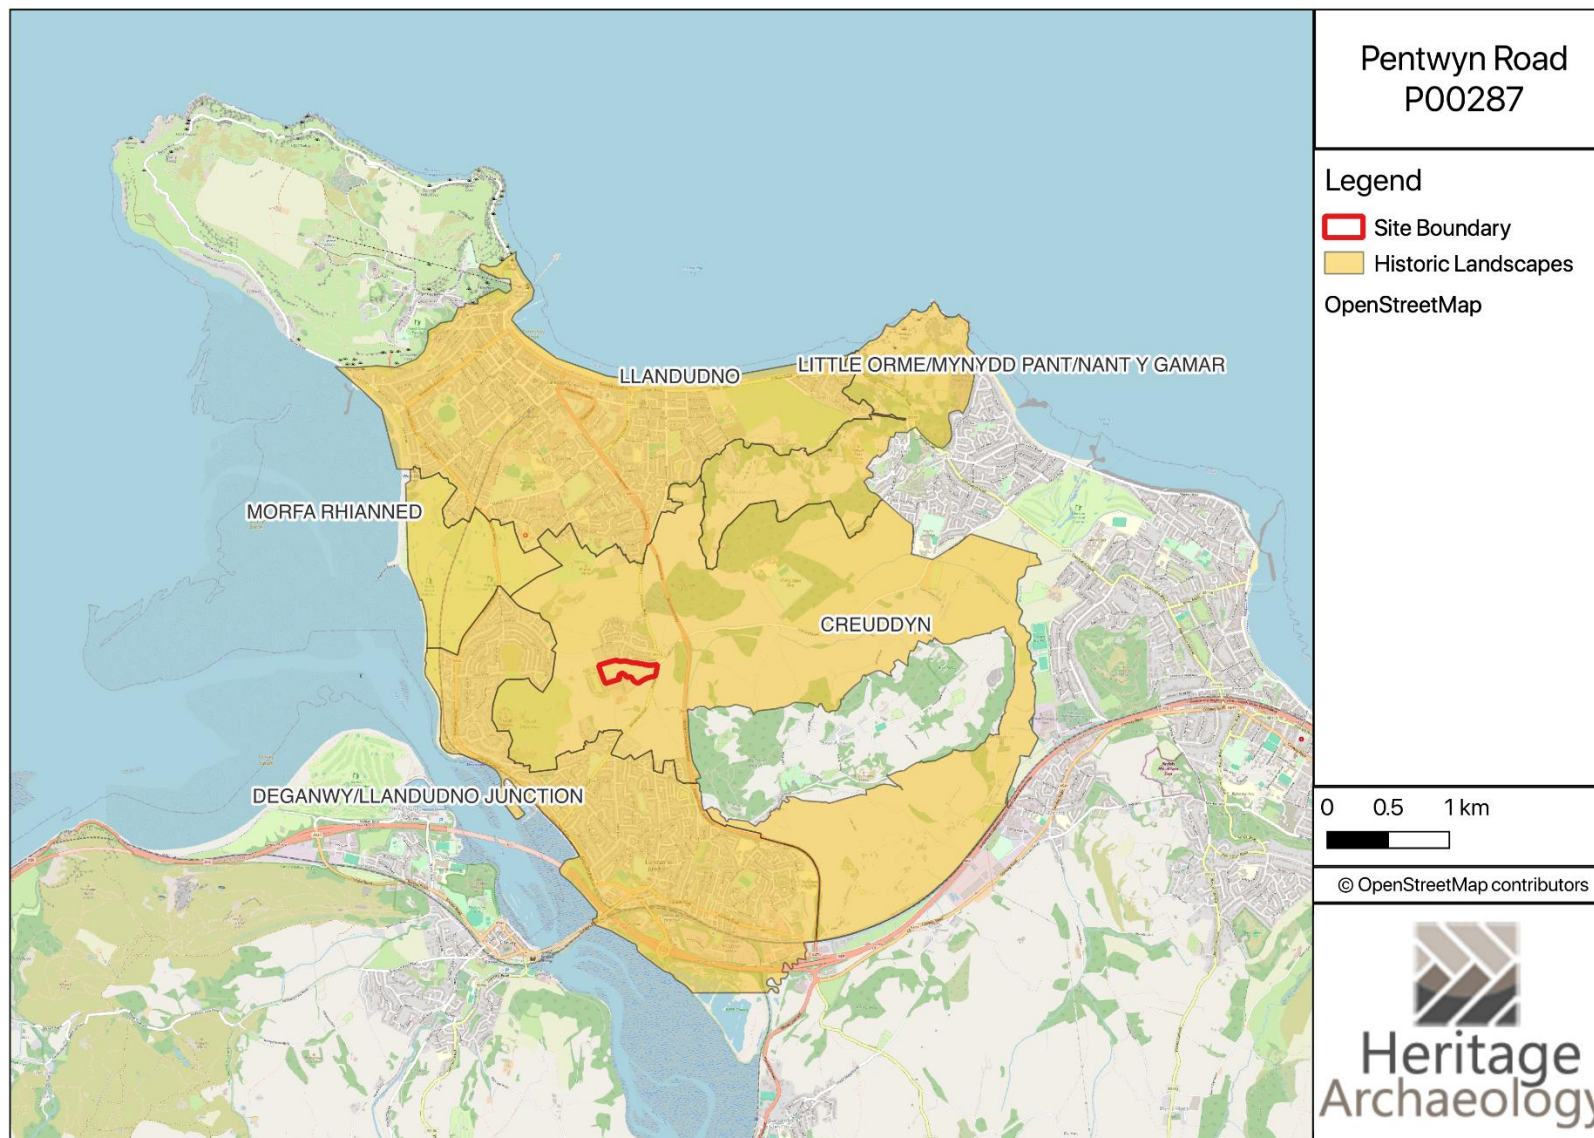 Pentwyn Road
P00287
Legend
Site Boundary
Historic Landscapes
OpenStreetMap
LLANDUDNO
LITTLE ORME/MYNYDD PANT/NANT Y GAMAR
MORFA RHIANNED
CREUDDYN
DEGANWY/LLANDUDNO JUNCTION
0 0.5 1 km
© OpenStreetMap contributors
Heritage
Archaeology